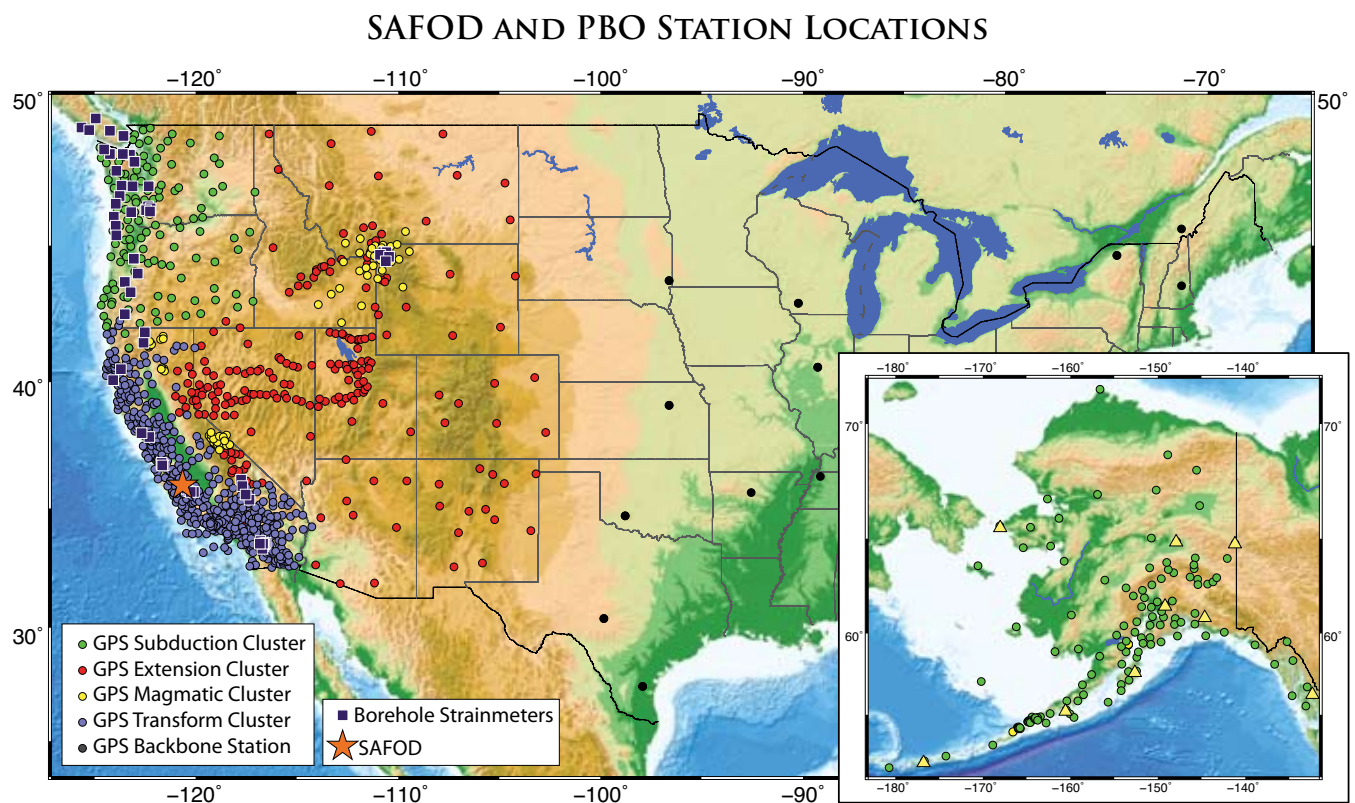 SAFOD AND PBO STATION LOCATIONS
−120° −110° −100° −90° −80° −70°
50° 50°
40°
30°
−180° −170° −160° −150° −140°
70° 70°
60° 60°
−180° −170° −160° −150° −140°
GPS Subduction Cluster
GPS Extension Cluster
GPS Magmatic Cluster
GPS Transform Cluster
GPS Backbone Station
Borehole Strainmeters
SAFOD
−120° −110° −100° −90°